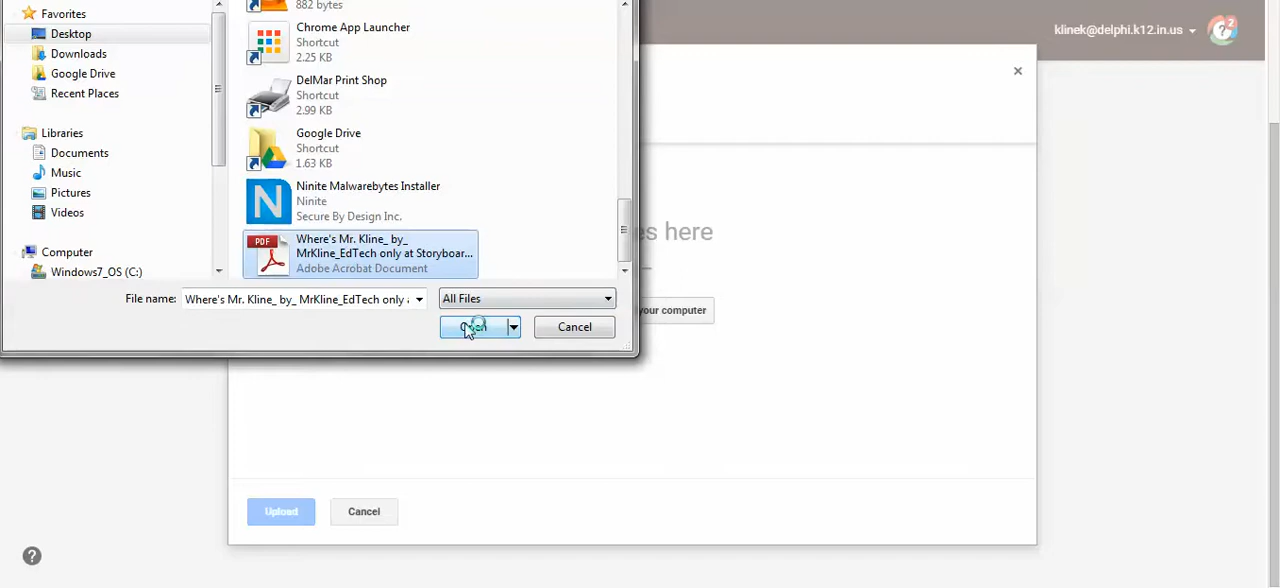 Favorites
Desktop
Downloads
Google Drive
Recent Places
Libraries
Documents
Music
Pictures
Videos
Computer
Windows7_OS (C:)
882 bytes
Chrome App Launcher
Shortcut
2.25 KB
DelMar Print Shop
Shortcut
2.99 KB
Google Drive
Shortcut
1.63 KB
N
Ninite Malwarebytes Installer
Ninite
Secure By Design Inc.
PDF
Where's Mr. Kline_ by_
MrKline_EdTech only at Storyboar...
Adobe Acrobat Document
File name:
Where's Mr. Kline_ by_ MrKline_EdTech only
All Files
Open
Cancel
klinek@delphi.k12.in.us
? 2
×
es here
your computer
Upload
Cancel
?